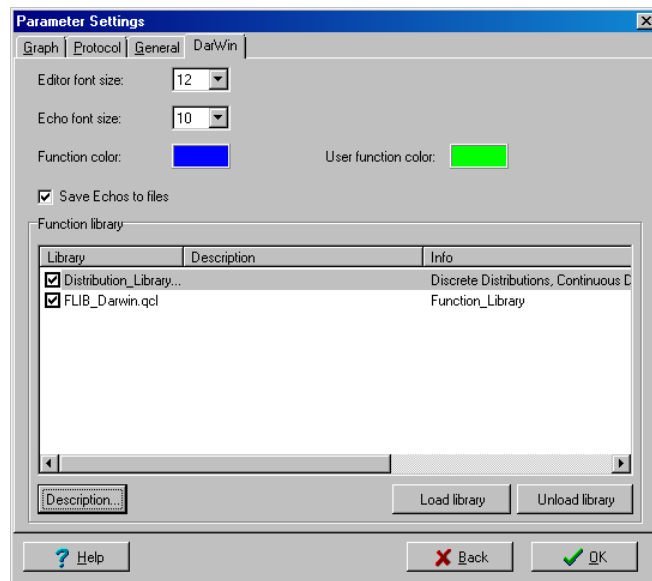 Parameter Settings
Graph Protocol General DarWin
Editor font size: 12
Echo font size: 10
Function color: User function color:
Save Echos to files
Function library
Library Description Info
Distribution_Library... Discrete Distributions, Continuous D
FLIB_Darwin.qcl Function_Library
Description... Load library Unload library
? Help Back OK